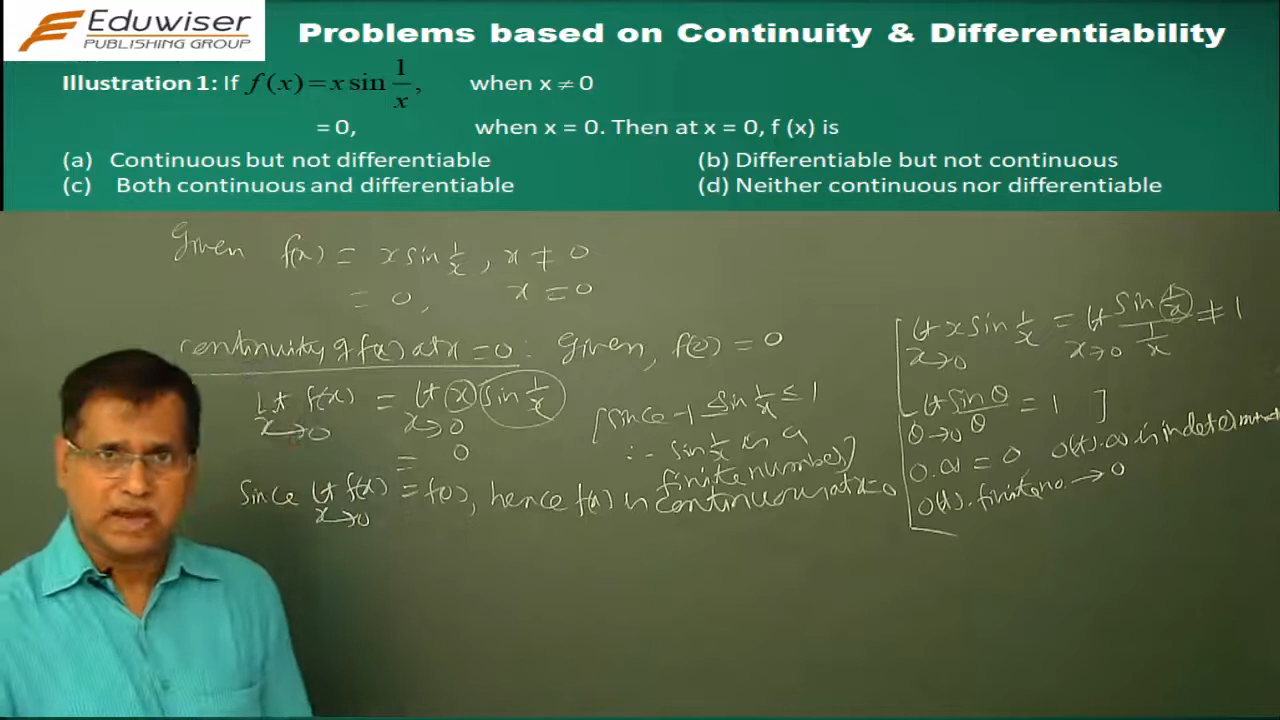 Eduwiser
PUBLISHING GROUP
Problems based on Continuity & Differentiability
Illustration 1: If f(x) = x sin 1/x, when x ≠ 0
= 0, when x = 0. Then at x = 0, f (x) is
(a) Continuous but not differentiable (b) Differentiable but not continuous
(c) Both continuous and differentiable (d) Neither continuous nor differentiable
Given f(x) = x sin 1/x, x ≠ 0
= 0, x = 0
continuity of f(x) at x = 0 : Given, f(0) = 0
Lt x→0 f(x) = Lt x→0 (x) (sin 1/x)
= 0
[since -1 ≤ sin 1/x ≤ 1
∴ sin 1/x is a
finite number]
Since Lt x→0 f(x) = f(0), hence f(x) is continuous at x=0
[Lt x→0 x sin 1/x = Lt x→0 sin(1/x) / 1/x ≠ 1
Lt θ→0 sin θ/θ = 1 ]
0.∞ = 0 0(t).∞ is indeterminate
0(t). finite no. → 0